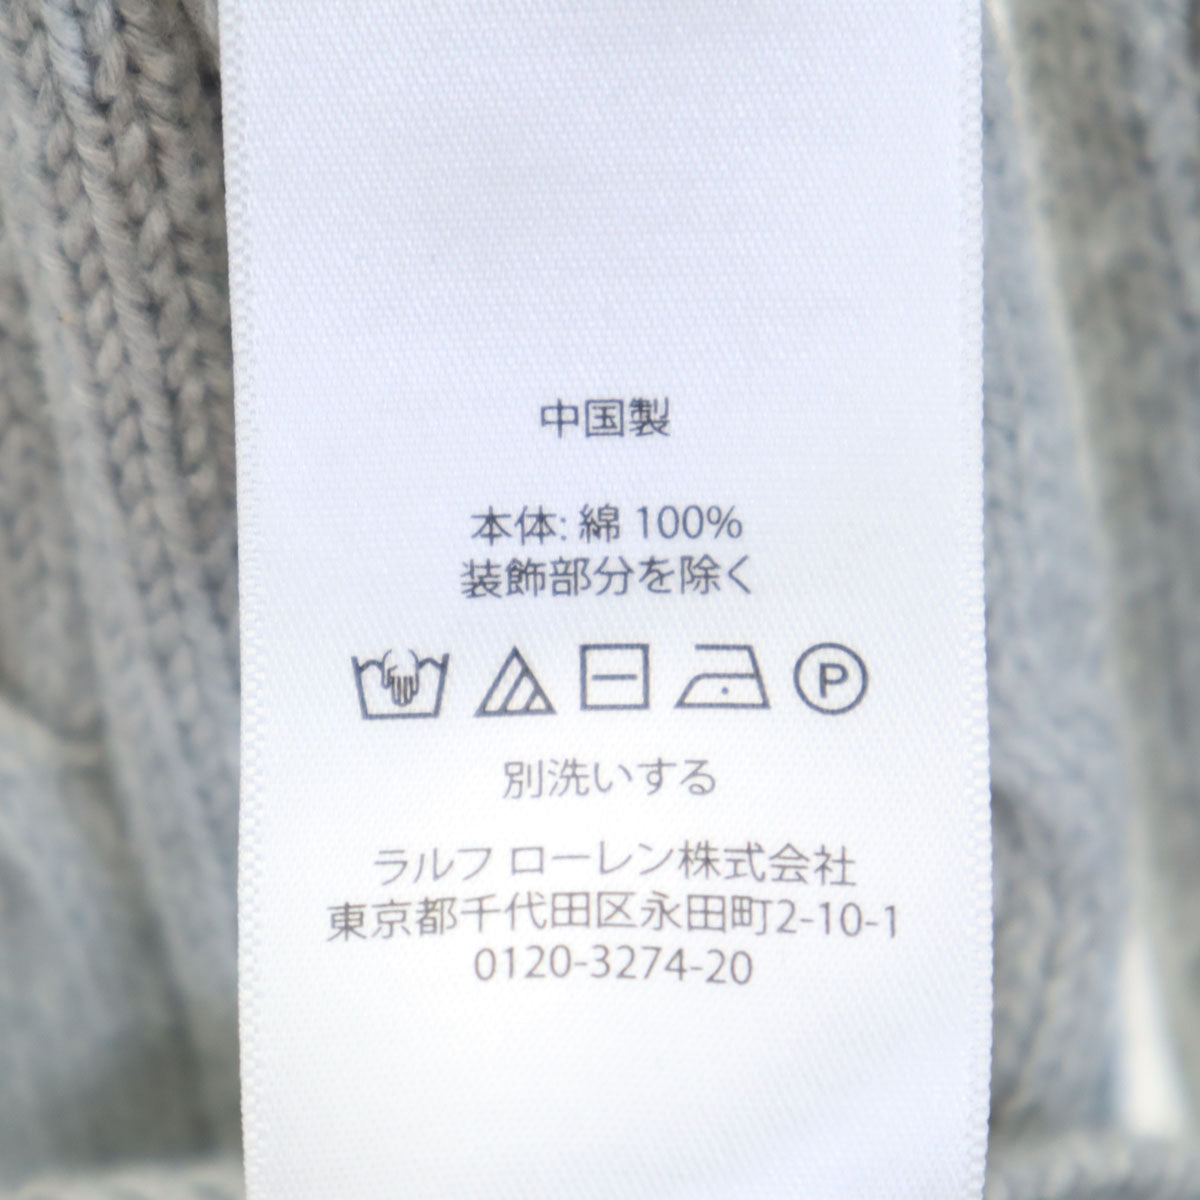 中国製
本体: 綿 100%
装飾部分を除く
P
別洗いする
ラルフ ローレン株式会社
東京都千代田区永田町2-10-1
0120-3274-20